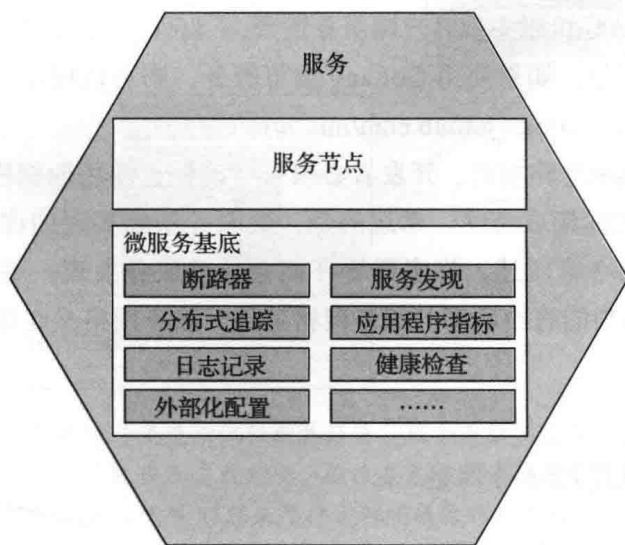 服务
服务节点
微服务基底
断路器
服务发现
分布式追踪
应用程序指标
日志记录
健康检查
外部化配置
……